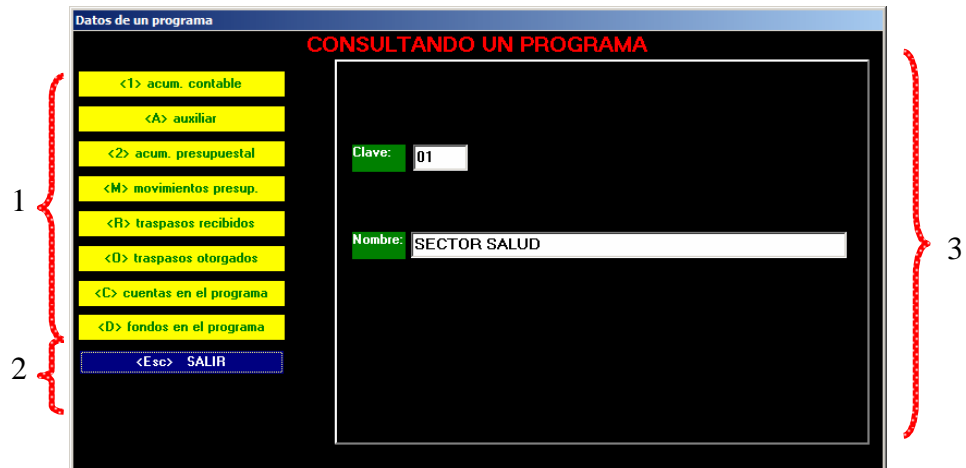 Datos de un programa
CONSULTANDO UN PROGRAMA
<1> acum. contable
<A> auxiliar
<2> acum. presupuestal
<M> movimientos presup.
<R> traspasos recibidos
<O> traspasos otorgados
<C> cuentas en el programa
<D> fondos en el programa
<Esc> SALIR
Clave: 01
Nombre: SECTOR SALUD
1
2
3